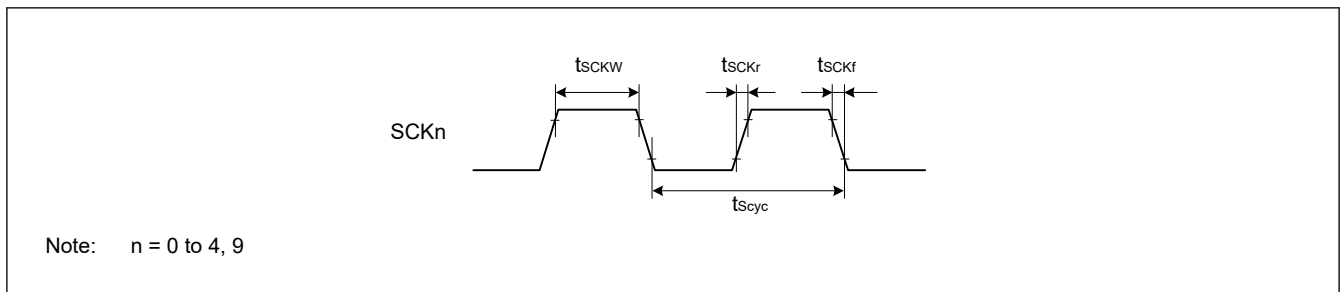 tSCKW tSCKr tSCKf
SCKn
tScyc
Note: n = 0 to 4, 9